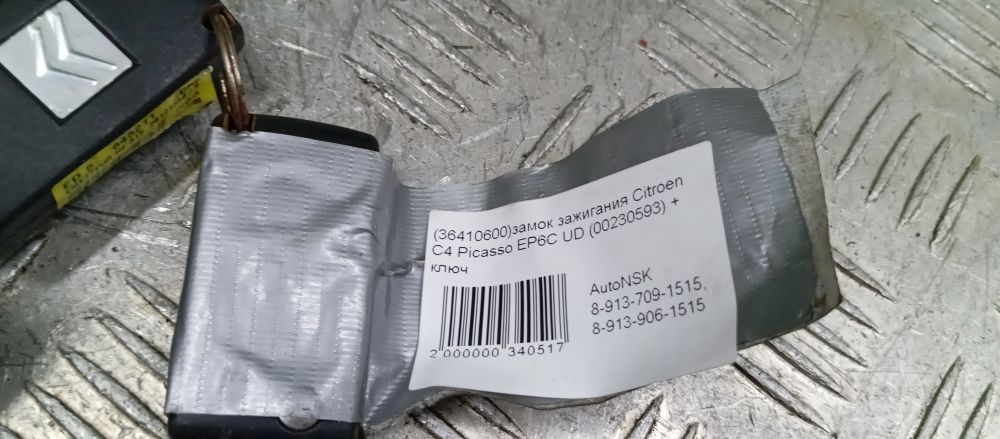 (36410600)замок зажигания Citroen
C4 Picasso EP6C UD (00230593) +
ключ
AutoNSK
8-913-709-1515,
8-913-906-1515
2 000000 340517